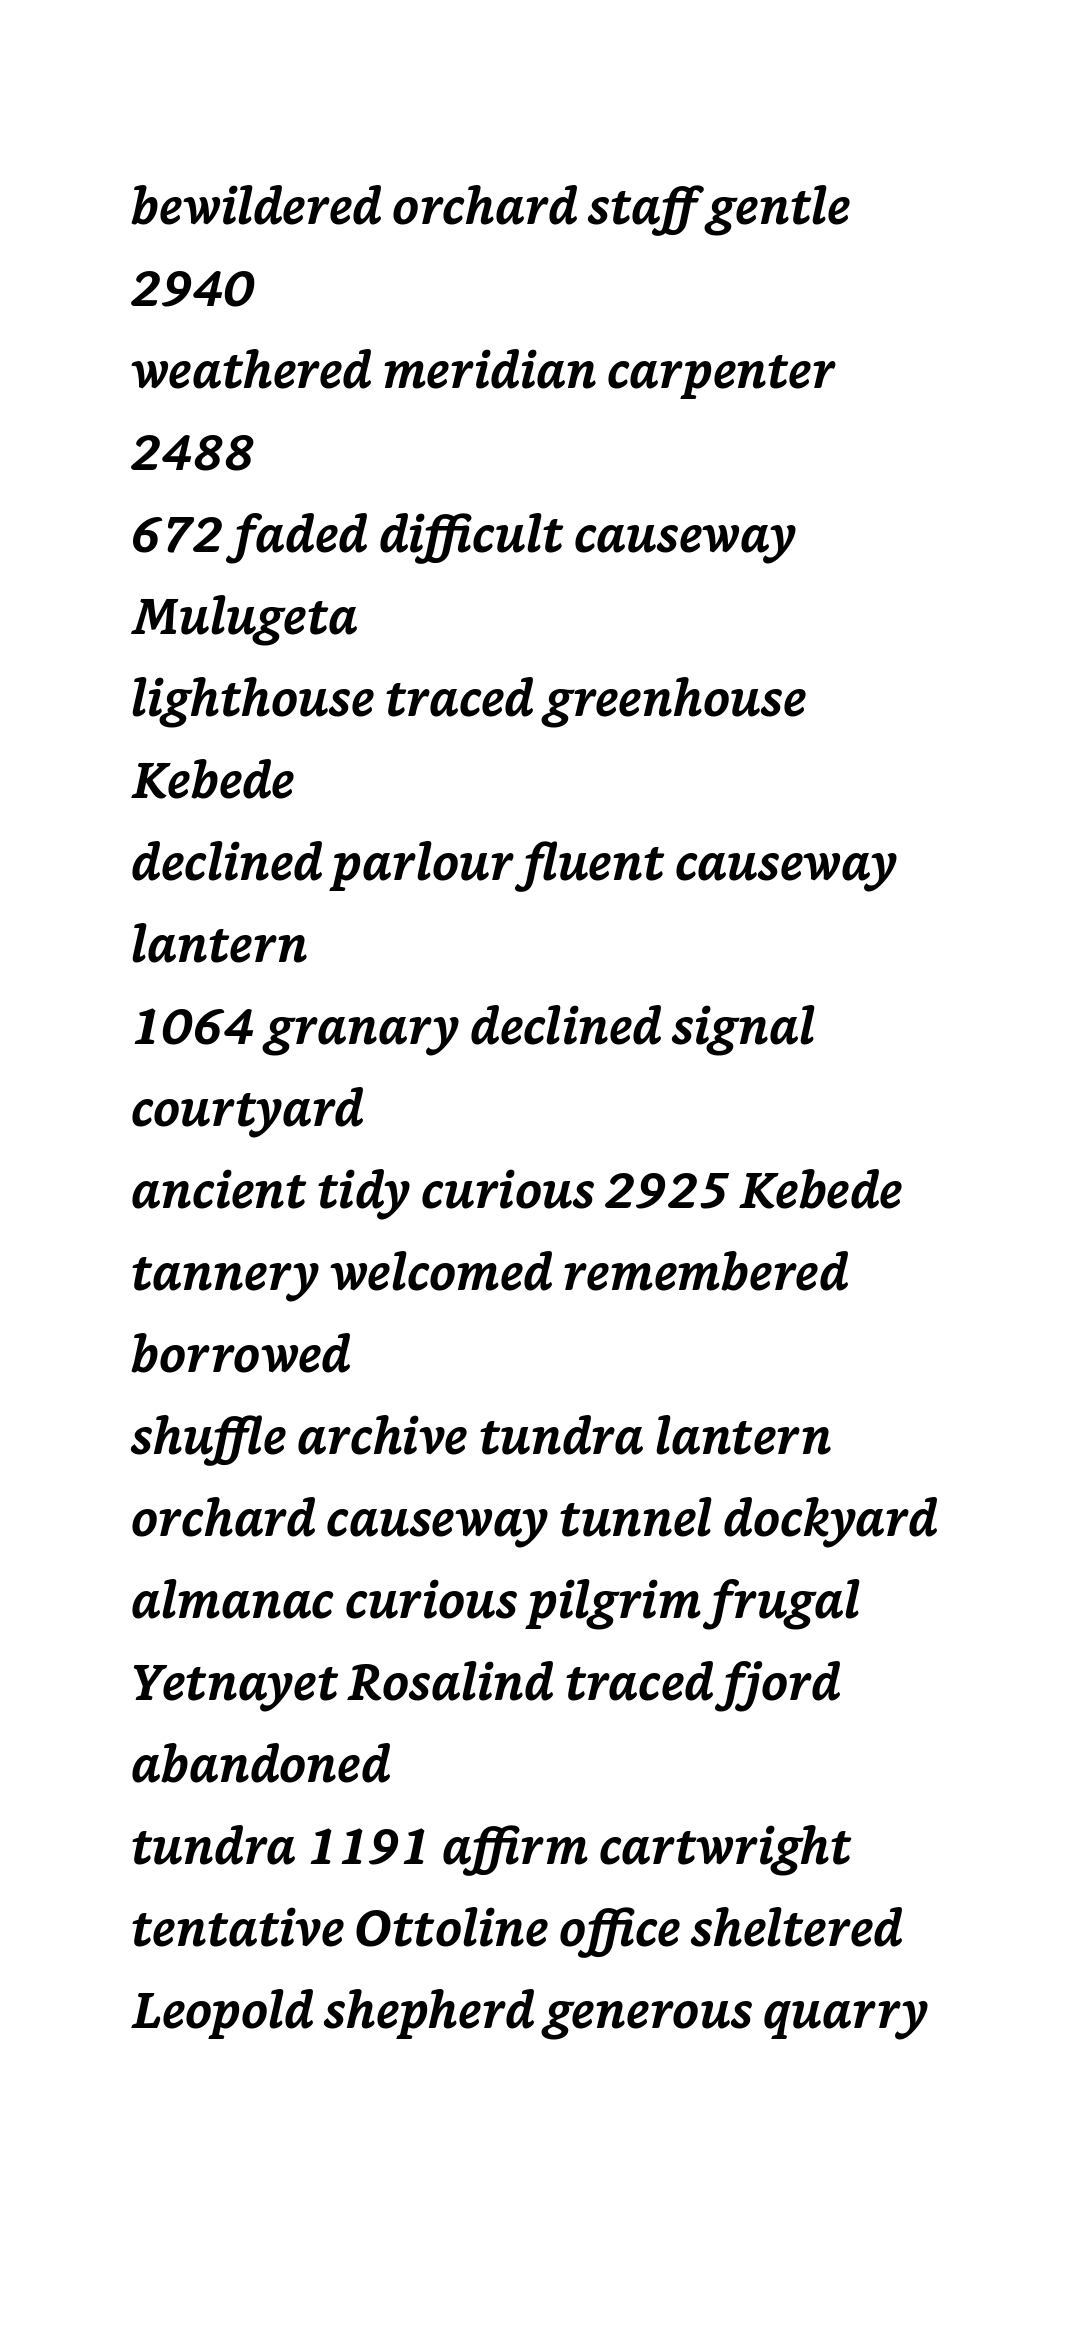 bewildered orchard staff gentle
2940
weathered meridian carpenter
2488
672 faded difficult causeway
Mulugeta
lighthouse traced greenhouse
Kebede
declined parlour fluent causeway
lantern
1064 granary declined signal
courtyard
ancient tidy curious 2925 Kebede
tannery welcomed remembered
borrowed
shuffle archive tundra lantern
orchard causeway tunnel dockyard
almanac curious pilgrim frugal
Yetnayet Rosalind traced fjord
abandoned
tundra 1191 affirm cartwright
tentative Ottoline office sheltered
Leopold shepherd generous quarry